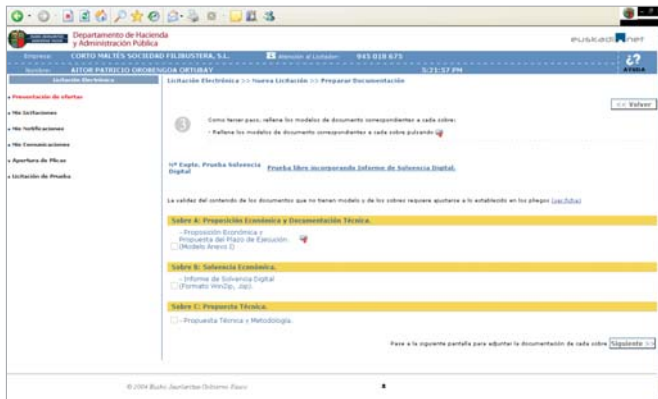 Departamento de Hacienda
y Administración Pública
euskadi.net
Empresa: CORTO MALTÉS SOCIEDAD FILIBUSTERA, S.L.
Atención al Licitador: 945 018 675
Nombre: AITOR PATRICIO OROBENGOA ORTUBAY
5:21:57 PM
AYUDA
Licitación Electrónica
Licitación Electrónica >> Nueva Licitación >> Preparar Documentación
Presentación de ofertas
Mis Licitaciones
Mis Notificaciones
Mis Comunicaciones
Apertura de Plicas
Licitación de Prueba
<< Volver
3
Como tercer paso, rellene los modelos de documento correspondientes a cada sobre:
- Rellene los modelos de documento correspondientes a cada sobre pulsando
Nº Expte. Prueba Solvencia
Digital
Prueba libre incorporando Informe de Solvencia Digital.
La validez del contenido de los documentos que no tienen modelo y de los sobres requiere ajustarse a lo establecido en los pliegos (ver ficha)
Sobre A: Proposición Económica y Documentación Técnica.
- Proposición Económica y
Propuesta del Plazo de Ejecución.
(Modelo Anexo I)
Sobre B: Solvencia Económica.
- Informe de Solvencia Digital
(Formato WinZip, .zip).
Sobre C: Propuesta Técnica.
- Propuesta Técnica y Metodología.
Pase a la siguiente pantalla para adjuntar la documentación de cada sobre
Siguiente >>
© 2004 Eusko Jaurlaritza-Gobierno Vasco